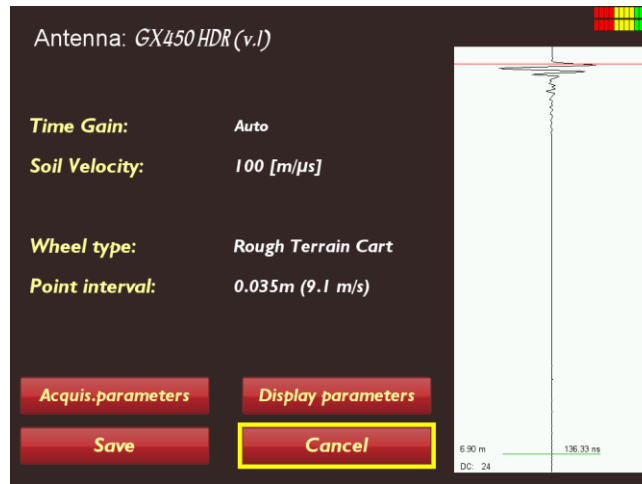 Antenna: GX450 HDR (v.1)
Time Gain: Auto
Soil Velocity: 100 [m/µs]
Wheel type: Rough Terrain Cart
Point interval: 0.035m (9.1 m/s)
Acquis.parameters Display parameters
Save Cancel
6.90 m 136.33 ns
DC: 24